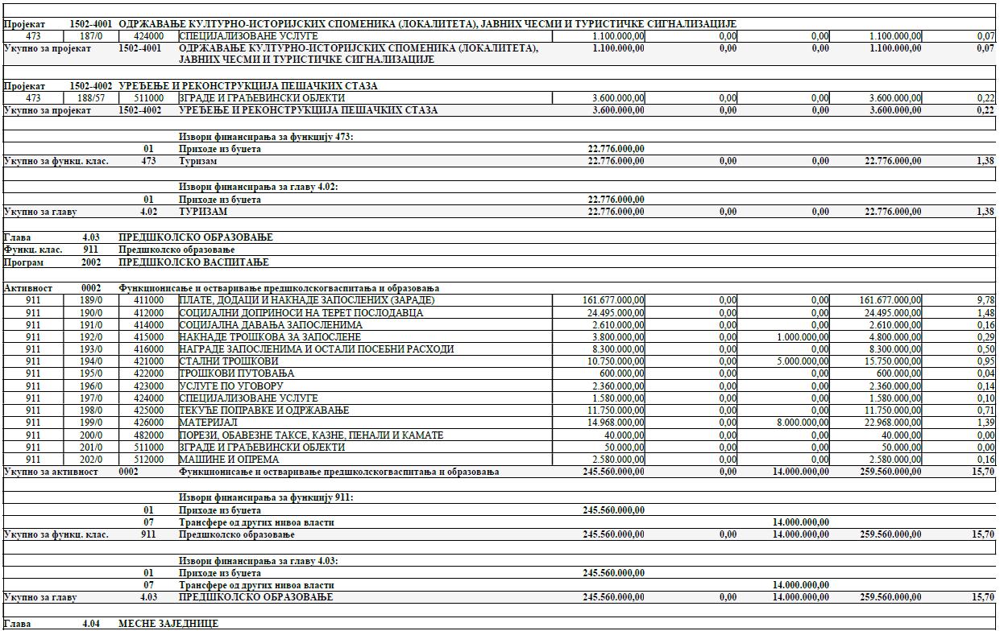 Пројекат 1502-4001 ОДРЖАВАЊЕ КУЛТУРНО-ИСТОРИЈСКИХ СПОМЕНИКА (ЛОКАЛИТЕТА), ЈАВНИХ ЧЕСМИ И ТУРИСТИЧКЕ СИГНАЛИЗАЦИЈЕ
473 187/0 424000 СПЕЦИЈАЛИЗОВАНЕ УСЛУГЕ 1.100.000,00 0,00 0,00 1.100.000,00 0,07
Укупно за пројекат 1502-4001 ОДРЖАВАЊЕ КУЛТУРНО-ИСТОРИЈСКИХ СПОМЕНИКА (ЛОКАЛИТЕТА), 1.100.000,00 0,00 0,00 1.100.000,00 0,07
ЈАВНИХ ЧЕСМИ И ТУРИСТИЧКЕ СИГНАЛИЗАЦИЈЕ
Пројекат 1502-4002 УРЕЂЕЊЕ И РЕКОНСТРУКЦИЈА ПЕШАЧКИХ СТАЗА
473 188/57 511000 ЗГРАДЕ И ГРАЂЕВИНСКИ ОБЈЕКТИ 3.600.000,00 0,00 0,00 3.600.000,00 0,22
Укупно за пројекат 1502-4002 УРЕЂЕЊЕ И РЕКОНСТРУКЦИЈА ПЕШАЧКИХ СТАЗА 3.600.000,00 0,00 0,00 3.600.000,00 0,22
Извори финансирања за функцију 473:
01 Приходе из буџета 22.776.000,00
Укупно за функц. клас. 473 Туризам 22.776.000,00 0,00 0,00 22.776.000,00 1,38
Извори финансирања за главу 4.02:
01 Приходе из буџета 22.776.000,00
Укупно за главу 4.02 ТУРИЗАМ 22.776.000,00 0,00 0,00 22.776.000,00 1,38
Глава 4.03 ПРЕДШКОЛСКО ОБРАЗОВАЊЕ
Функц. клас. 911 Предшколско образовање
Програм 2002 ПРЕДШКОЛСКО ВАСПИТАЊЕ
Активност 0002 Функционисање и остваривање предшколскогваспитања и образовања
911 189/0 411000 ПЛАТЕ, ДОДАЦИ И НАКНАДЕ ЗАПОСЛЕНИХ (ЗАРАДЕ) 161.677.000,00 0,00 0,00 161.677.000,00 9,78
911 190/0 412000 СОЦИЈАЛНИ ДОПРИНОСИ НА ТЕРЕТ ПОСЛОДАВЦА 24.495.000,00 0,00 0,00 24.495.000,00 1,48
911 191/0 414000 СОЦИЈАЛНА ДАВАЊА ЗАПОСЛЕНИМА 2.610.000,00 0,00 0,00 2.610.000,00 0,16
911 192/0 415000 НАКНАДЕ ТРОШКОВА ЗА ЗАПОСЛЕНЕ 3.800.000,00 0,00 1.000.000,00 4.800.000,00 0,29
911 193/0 416000 НАГРАДЕ ЗАПОСЛЕНИМА И ОСТАЛИ ПОСЕБНИ РАСХОДИ 8.300.000,00 0,00 0,00 8.300.000,00 0,50
911 194/0 421000 СТАЛНИ ТРОШКОВИ 10.750.000,00 0,00 5.000.000,00 15.750.000,00 0,95
911 195/0 422000 ТРОШКОВИ ПУТОВАЊА 600.000,00 0,00 0,00 600.000,00 0,04
911 196/0 423000 УСЛУГЕ ПО УГОВОРУ 2.360.000,00 0,00 0,00 2.360.000,00 0,14
911 197/0 424000 СПЕЦИЈАЛИЗОВАНЕ УСЛУГЕ 1.580.000,00 0,00 0,00 1.580.000,00 0,10
911 198/0 425000 ТЕКУЋЕ ПОПРАВКЕ И ОДРЖАВАЊЕ 11.750.000,00 0,00 0,00 11.750.000,00 0,71
911 199/0 426000 МАТЕРИЈАЛ 14.968.000,00 0,00 8.000.000,00 22.968.000,00 1,39
911 200/0 482000 ПОРЕЗИ, ОБАВЕЗНЕ ТАКСЕ, КАЗНЕ, ПЕНАЛИ И КАМАТЕ 40.000,00 0,00 0,00 40.000,00 0,00
911 201/0 511000 ЗГРАДЕ И ГРАЂЕВИНСКИ ОБЈЕКТИ 50.000,00 0,00 0,00 50.000,00 0,00
911 202/0 512000 МАШИНЕ И ОПРЕМА 2.580.000,00 0,00 0,00 2.580.000,00 0,16
Укупно за активност 0002 Функционисање и остваривање предшколскогваспитања и образовања 245.560.000,00 0,00 14.000.000,00 259.560.000,00 15,70
Извори финансирања за функцију 911:
01 Приходе из буџета 245.560.000,00
07 Трансфере од других нивоа власти 14.000.000,00
Укупно за функц. клас. 911 Предшколско образовање 245.560.000,00 0,00 14.000.000,00 259.560.000,00 15,70
Извори финансирања за главу 4.03:
01 Приходе из буџета 245.560.000,00
07 Трансфере од других нивоа власти 14.000.000,00
Укупно за главу 4.03 ПРЕДШКОЛСКО ОБРАЗОВАЊЕ 245.560.000,00 0,00 14.000.000,00 259.560.000,00 15,70
Глава 4.04 МЕСНЕ ЗАЈЕДНИЦЕ